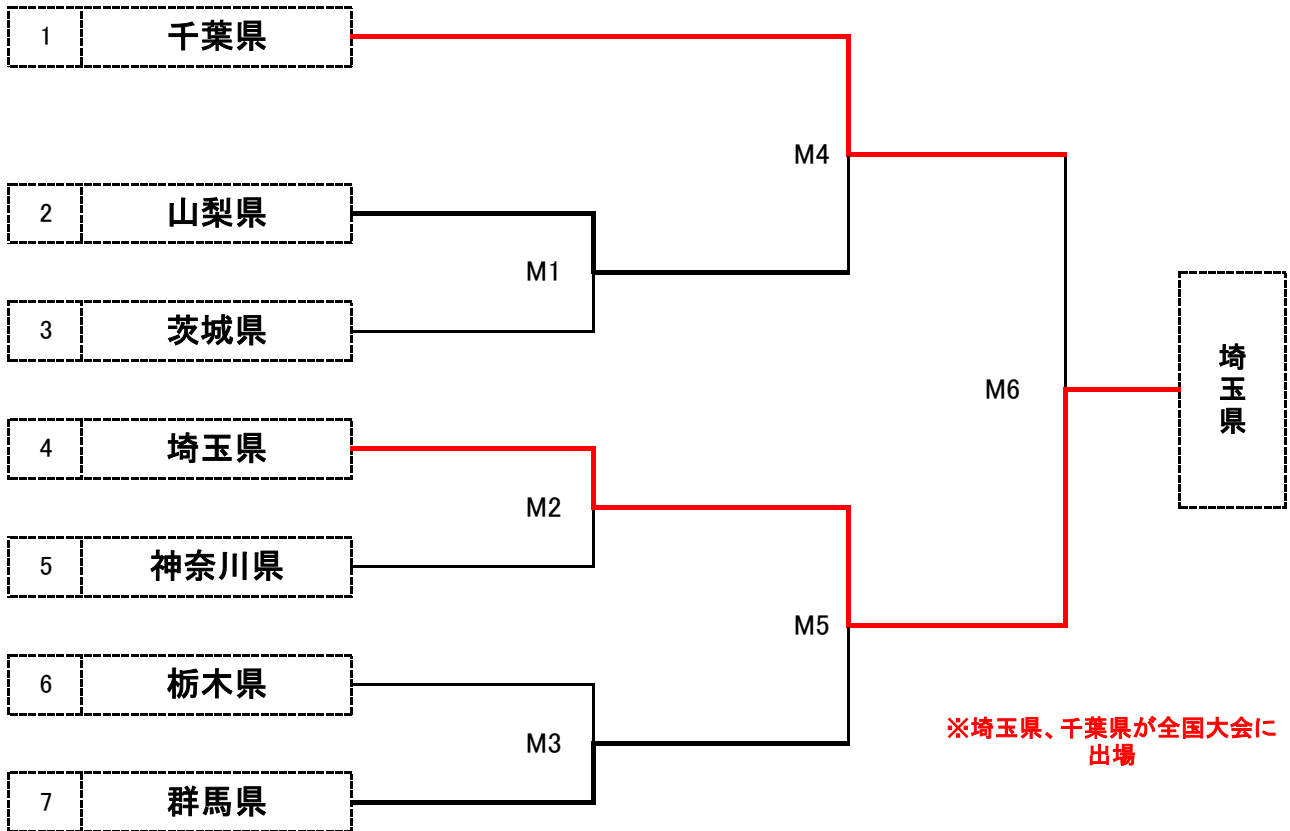 1 千葉県
M4
2 山梨県
M1
3 茨城県
埼玉県
M6
4 埼玉県
M2
5 神奈川県
M5
6 栃木県
※埼玉県、千葉県が全国大会に
出場
M3
7 群馬県